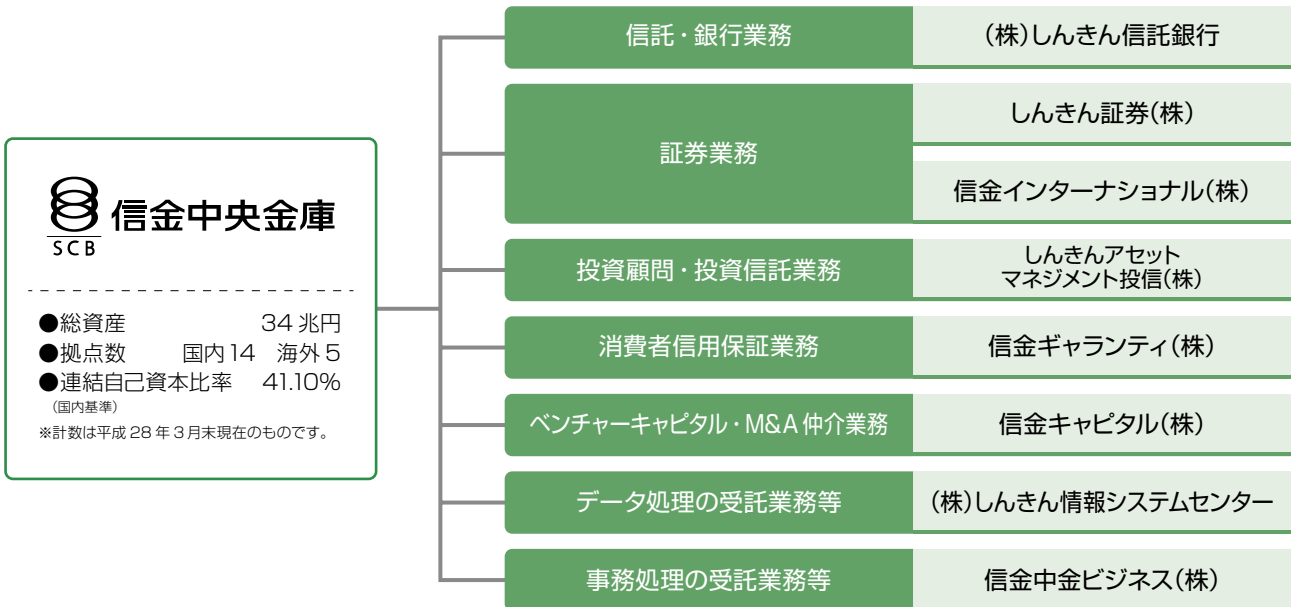 SCB
信金中央金庫
●総資産 34兆円
●拠点数 国内14 海外5
●連結自己資本比率 41.10%
(国内基準)
※計数は平成28年3月末現在のものです。
信託・銀行業務 (株)しんきん信託銀行
証券業務
しんきん証券(株)
信金インターナショナル(株)
投資顧問・投資信託業務
しんきんアセット
マネジメント投信(株)
消費者信用保証業務 信金ギャランティ(株)
ベンチャーキャピタル・M&A仲介業務 信金キャピタル(株)
データ処理の受託業務等 (株)しんきん情報システムセンター
事務処理の受託業務等 信金中金ビジネス(株)